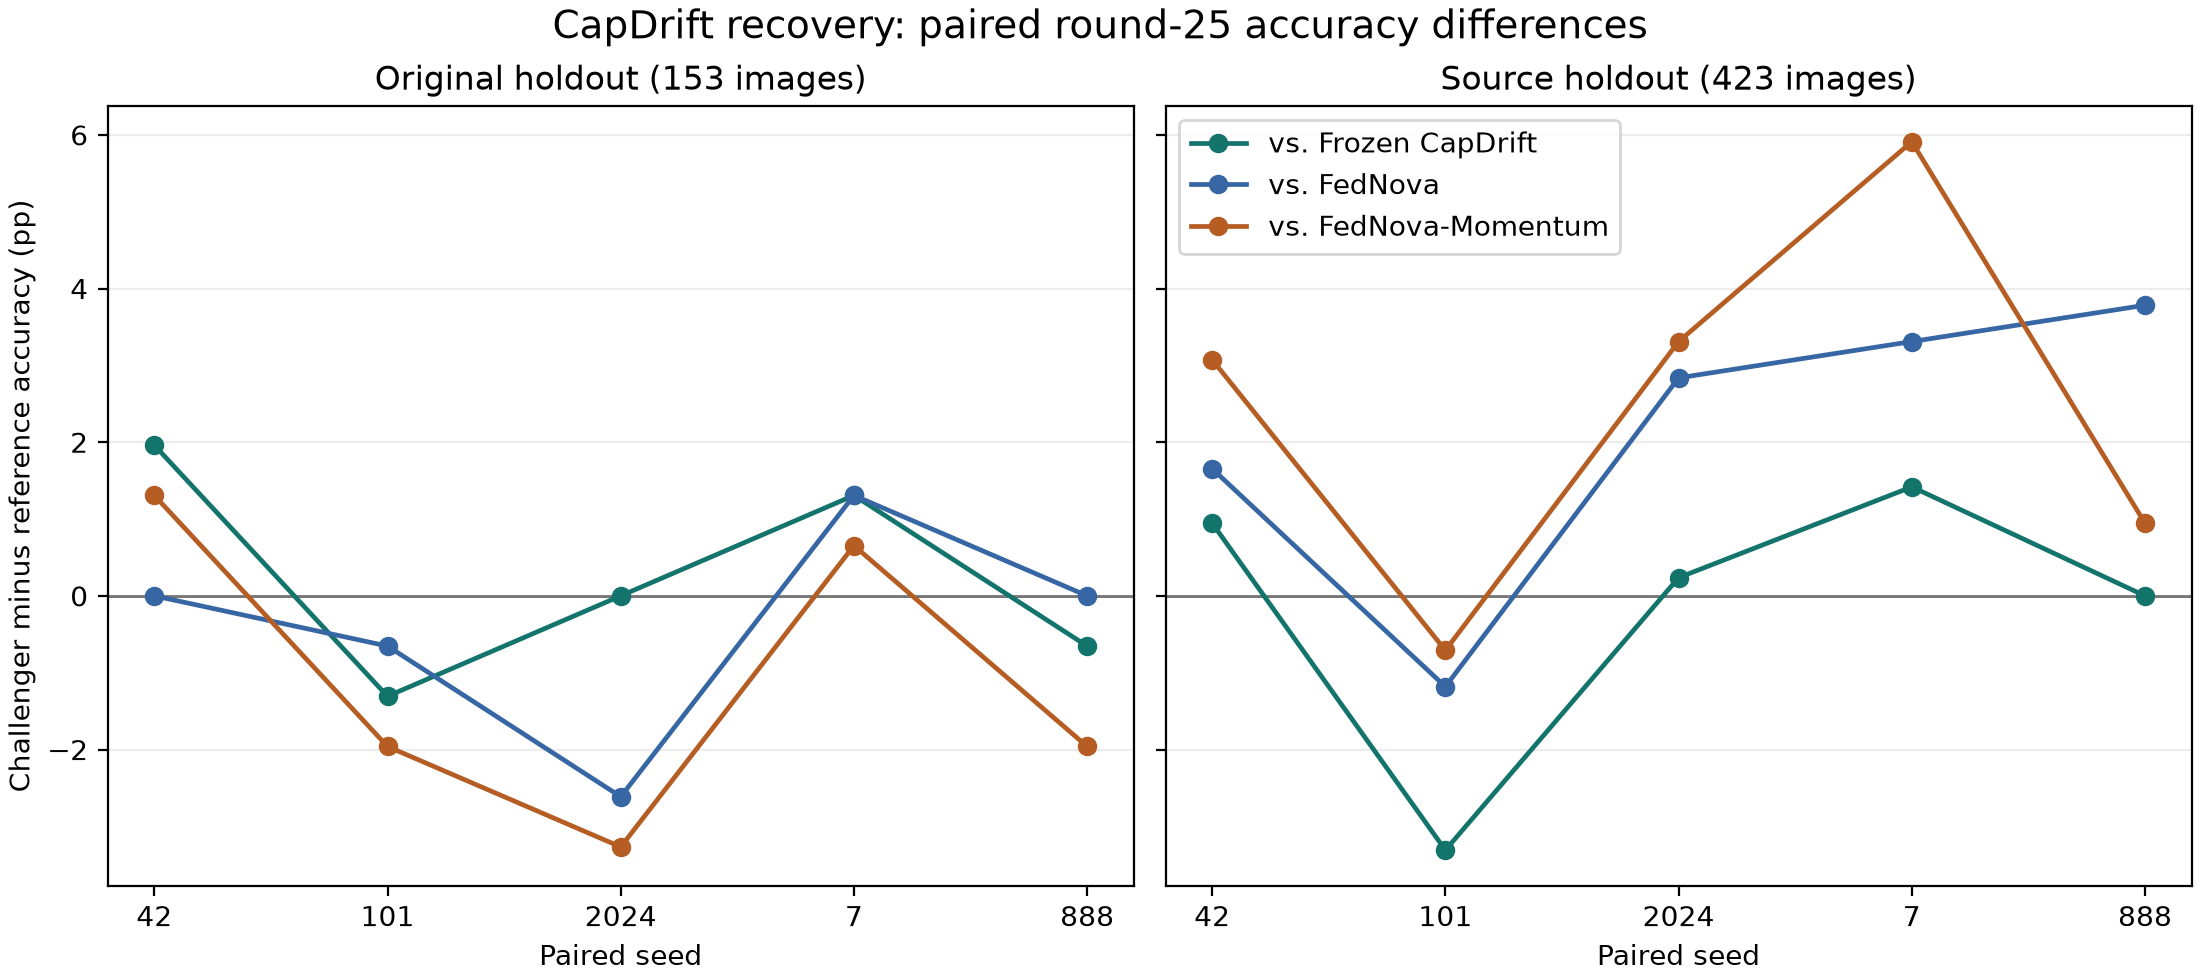 CapDrift recovery: paired round-25 accuracy differences
Original holdout (153 images)
Challenger minus reference accuracy (pp)
6
4
2
0
−2
42
101
2024
7
888
Paired seed
Source holdout (423 images)
vs. Frozen CapDrift
vs. FedNova
vs. FedNova-Momentum
42
101
2024
7
888
Paired seed